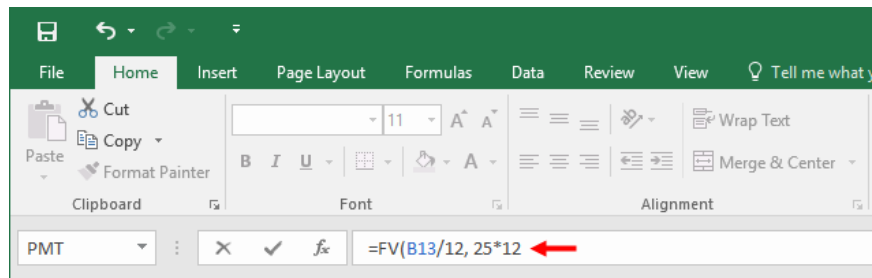 File Home Insert Page Layout Formulas Data Review View Tell me what
Cut
Copy
Paste
Format Painter
11 A A
B I U A
Wrap Text
Merge & Center
Clipboard Font Alignment
PMT fx =FV(B13/12, 25*12